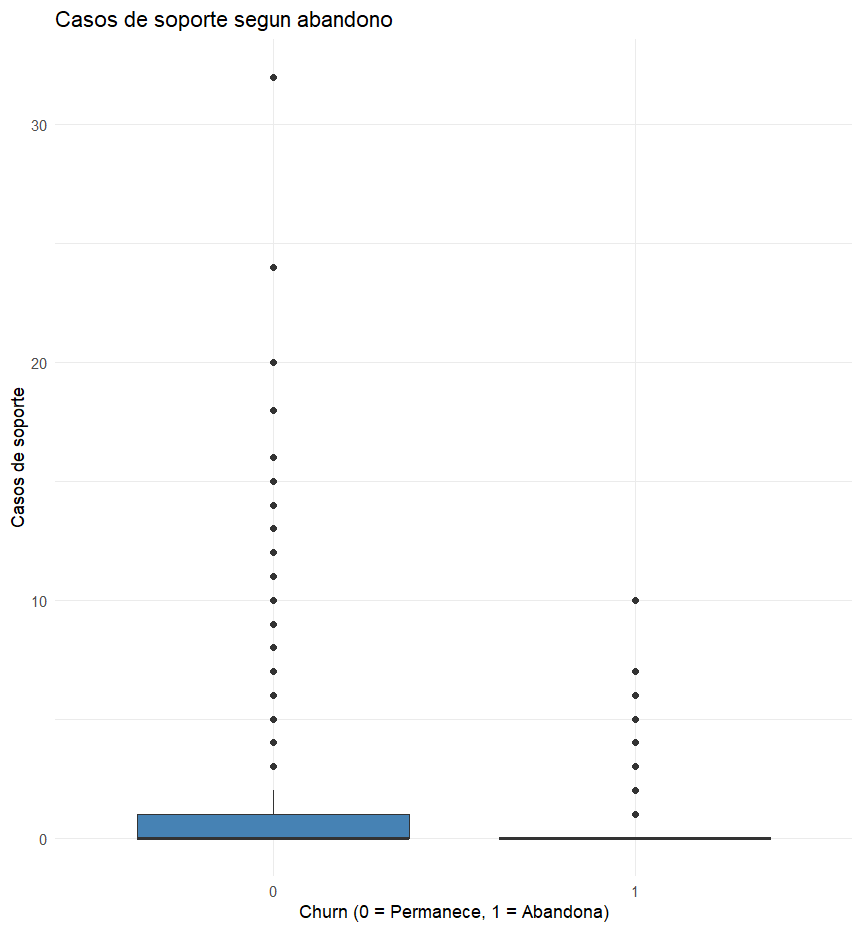 Casos de soporte segun abandono
30
20
10
0
Casos de soporte
0
1
Churn (0 = Permanece, 1 = Abandona)